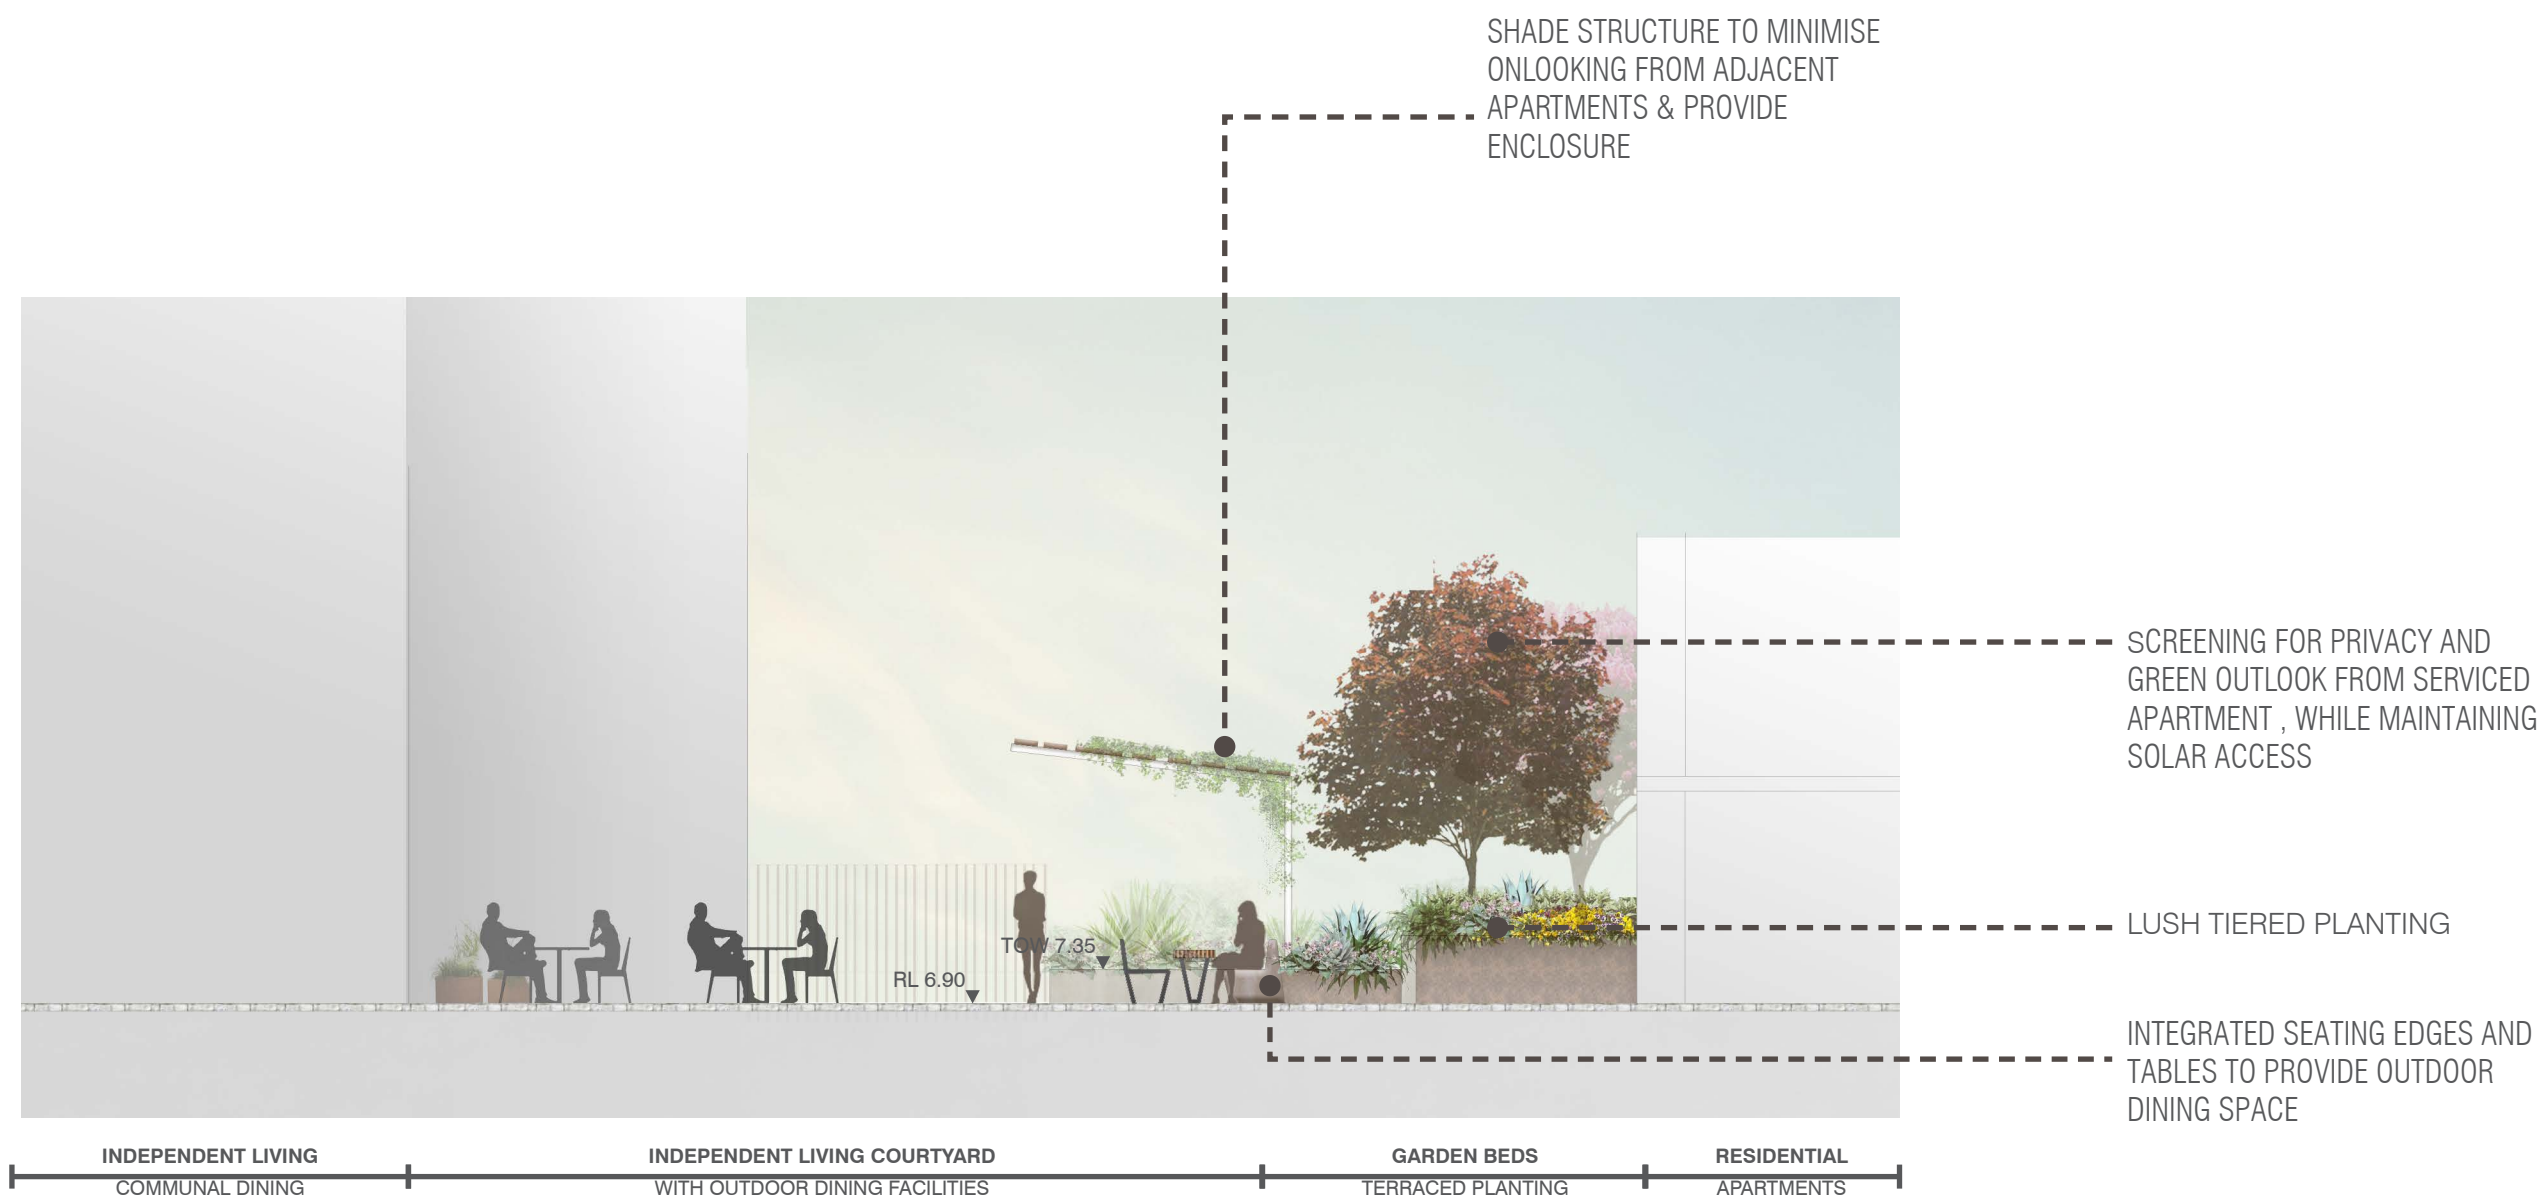 SHADE STRUCTURE TO MINIMISE
ONLOOKING FROM ADJACENT
APARTMENTS & PROVIDE
ENCLOSURE
SCREENING FOR PRIVACY AND
GREEN OUTLOOK FROM SERVICED
APARTMENT , WHILE MAINTAINING
SOLAR ACCESS
LUSH TIERED PLANTING
TOW 7.35
RL 6.90
INTEGRATED SEATING EDGES AND
TABLES TO PROVIDE OUTDOOR
DINING SPACE
INDEPENDENT LIVING
COMMUNAL DINING
INDEPENDENT LIVING COURTYARD
WITH OUTDOOR DINING FACILITIES
GARDEN BEDS
TERRACED PLANTING
RESIDENTIAL
APARTMENTS